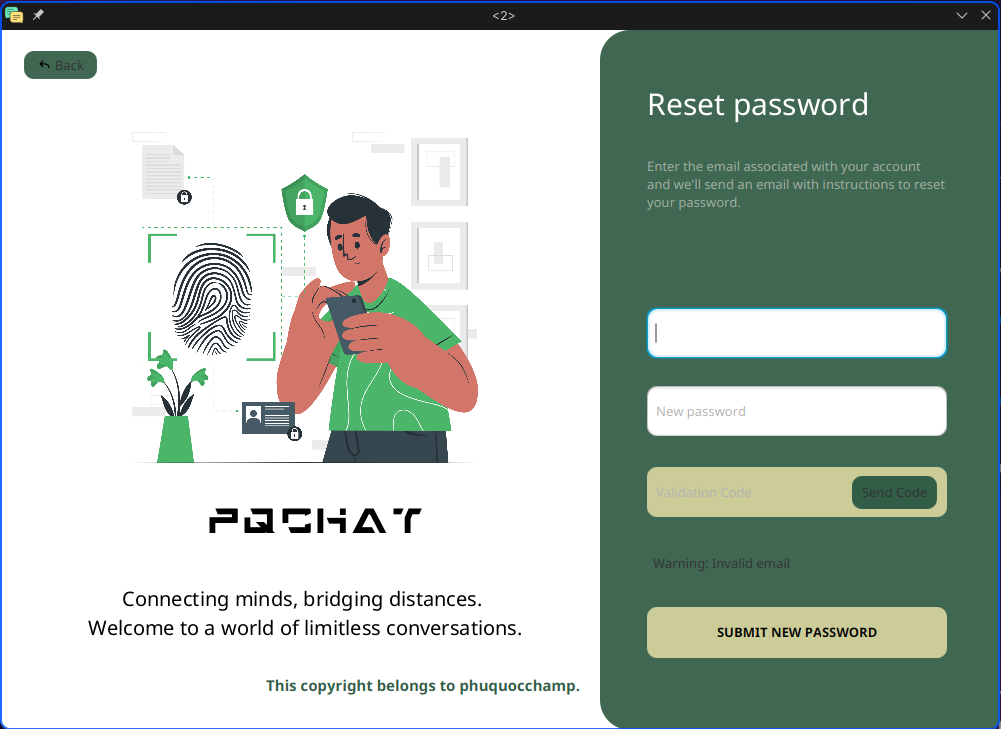 <2>
Back
Reset password
Enter the email associated with your account
and we'll send an email with instructions to reset
your password.
New password
Validation Code
Send Code
Warning: Invalid email
SUBMIT NEW PASSWORD
PQCHAT
Connecting minds, bridging distances.
Welcome to a world of limitless conversations.
This copyright belongs to phuquocchamp.